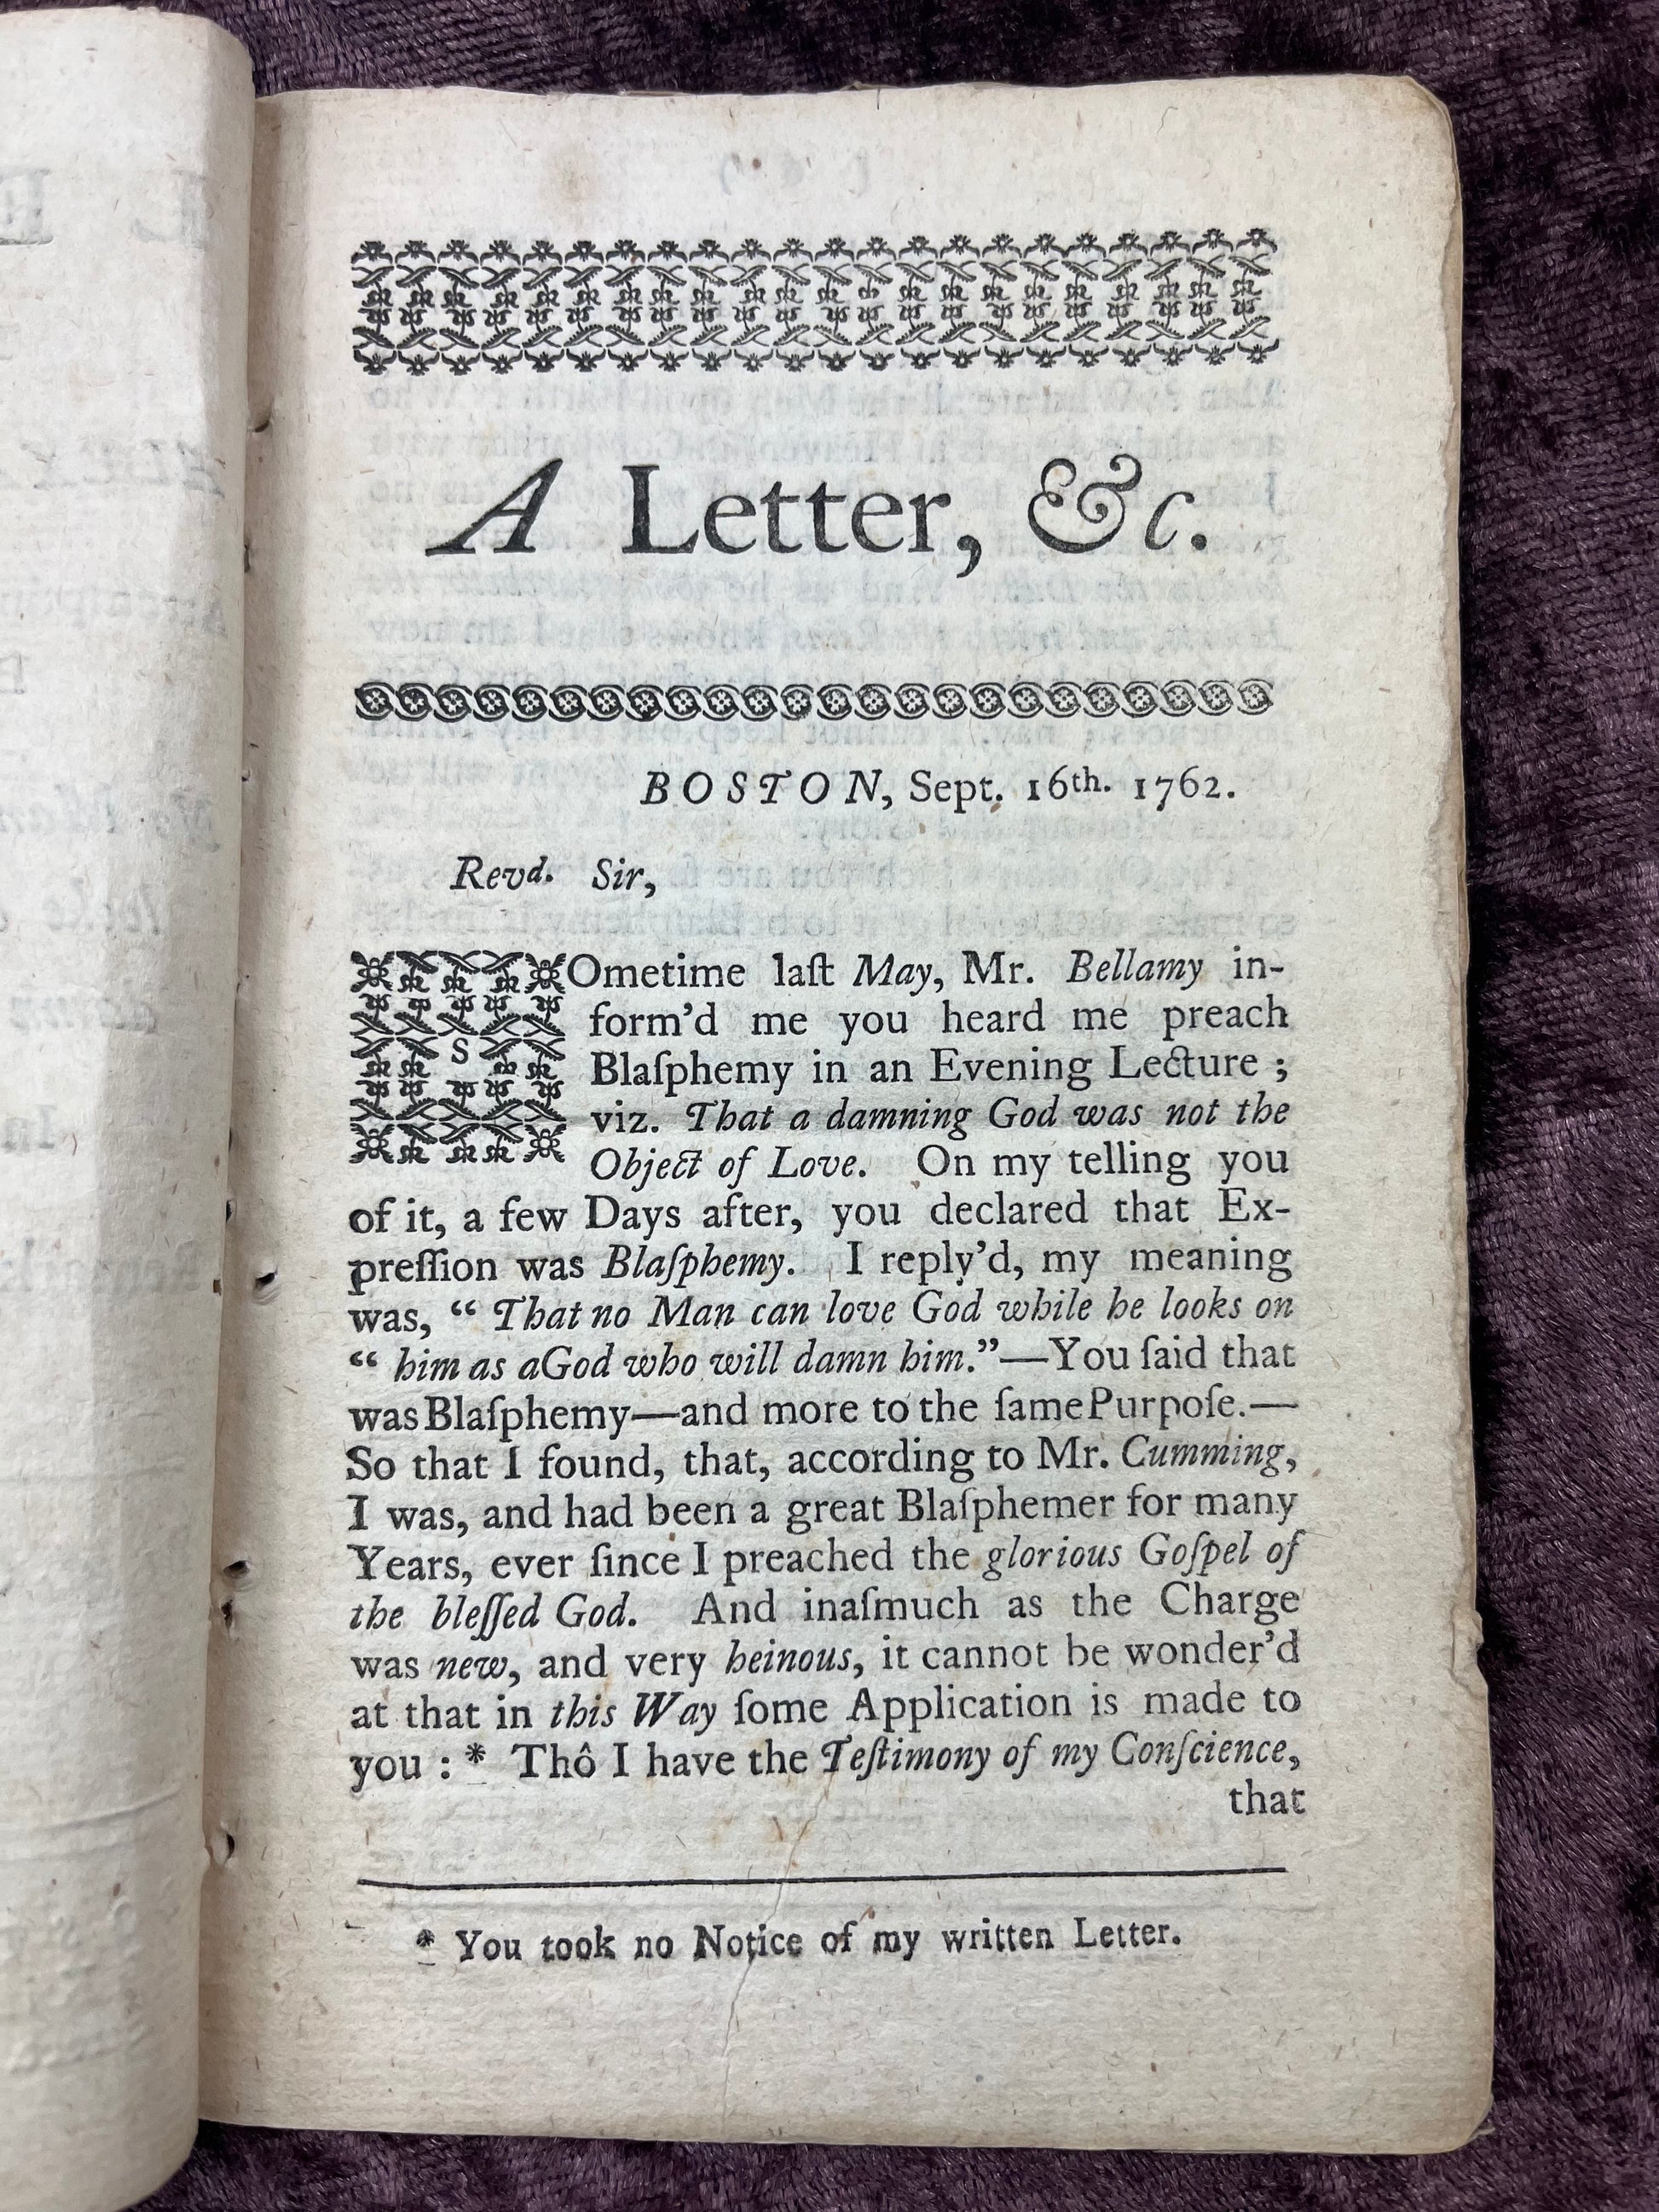 A Letter, &c.
BOSTON, Sept. 16th. 1762.
Revd. Sir,
SOmetime laſt May, Mr. Bellamy in-
form'd me you heard me preach
Blaſphemy in an Evening Lecture ;
viz. That a damning God was not the
Object of Love. On my telling you
of it, a few Days after, you declared that Ex-
preſſion was Blaſphemy. I reply'd, my meaning
was, “ That no Man can love God while he looks on
“ him as aGod who will damn him.”—You ſaid that
was Blaſphemy—and more to the ſame Purpoſe.—
So that I found, that, according to Mr. Cumming,
I was, and had been a great Blaſphemer for many
Years, ever ſince I preached the glorious Goſpel of
the bleſſed God. And inaſmuch as the Charge
was new, and very heinous, it cannot be wonder'd
at that in this Way ſome Application is made to
you : * Thô I have the Teſtimony of my Conſcience,
that
* You took no Notice of my written Letter.